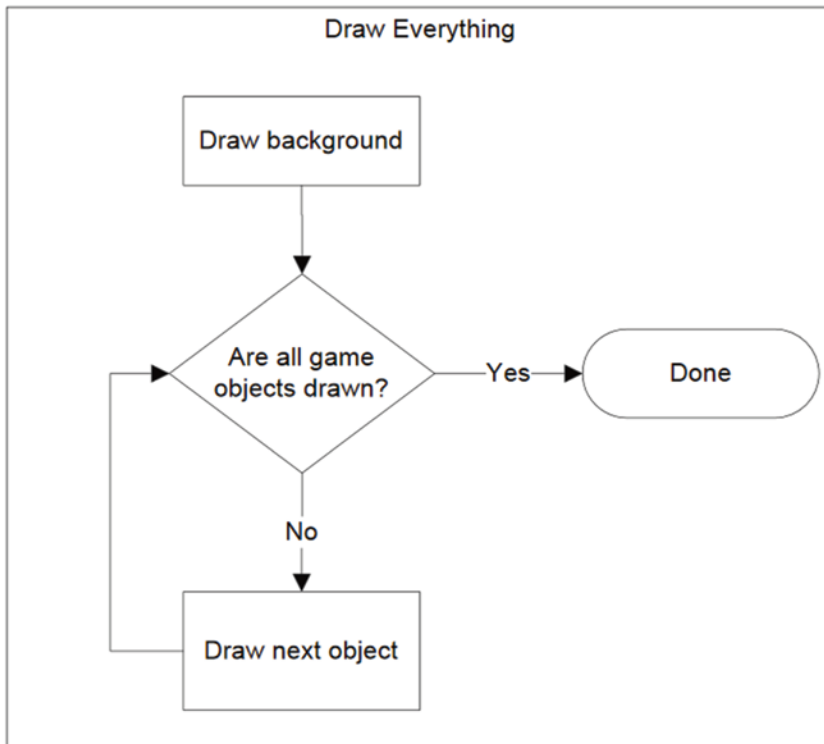 Draw Everything
Draw background
Are all game
objects drawn?
Yes
Done
No
Draw next object